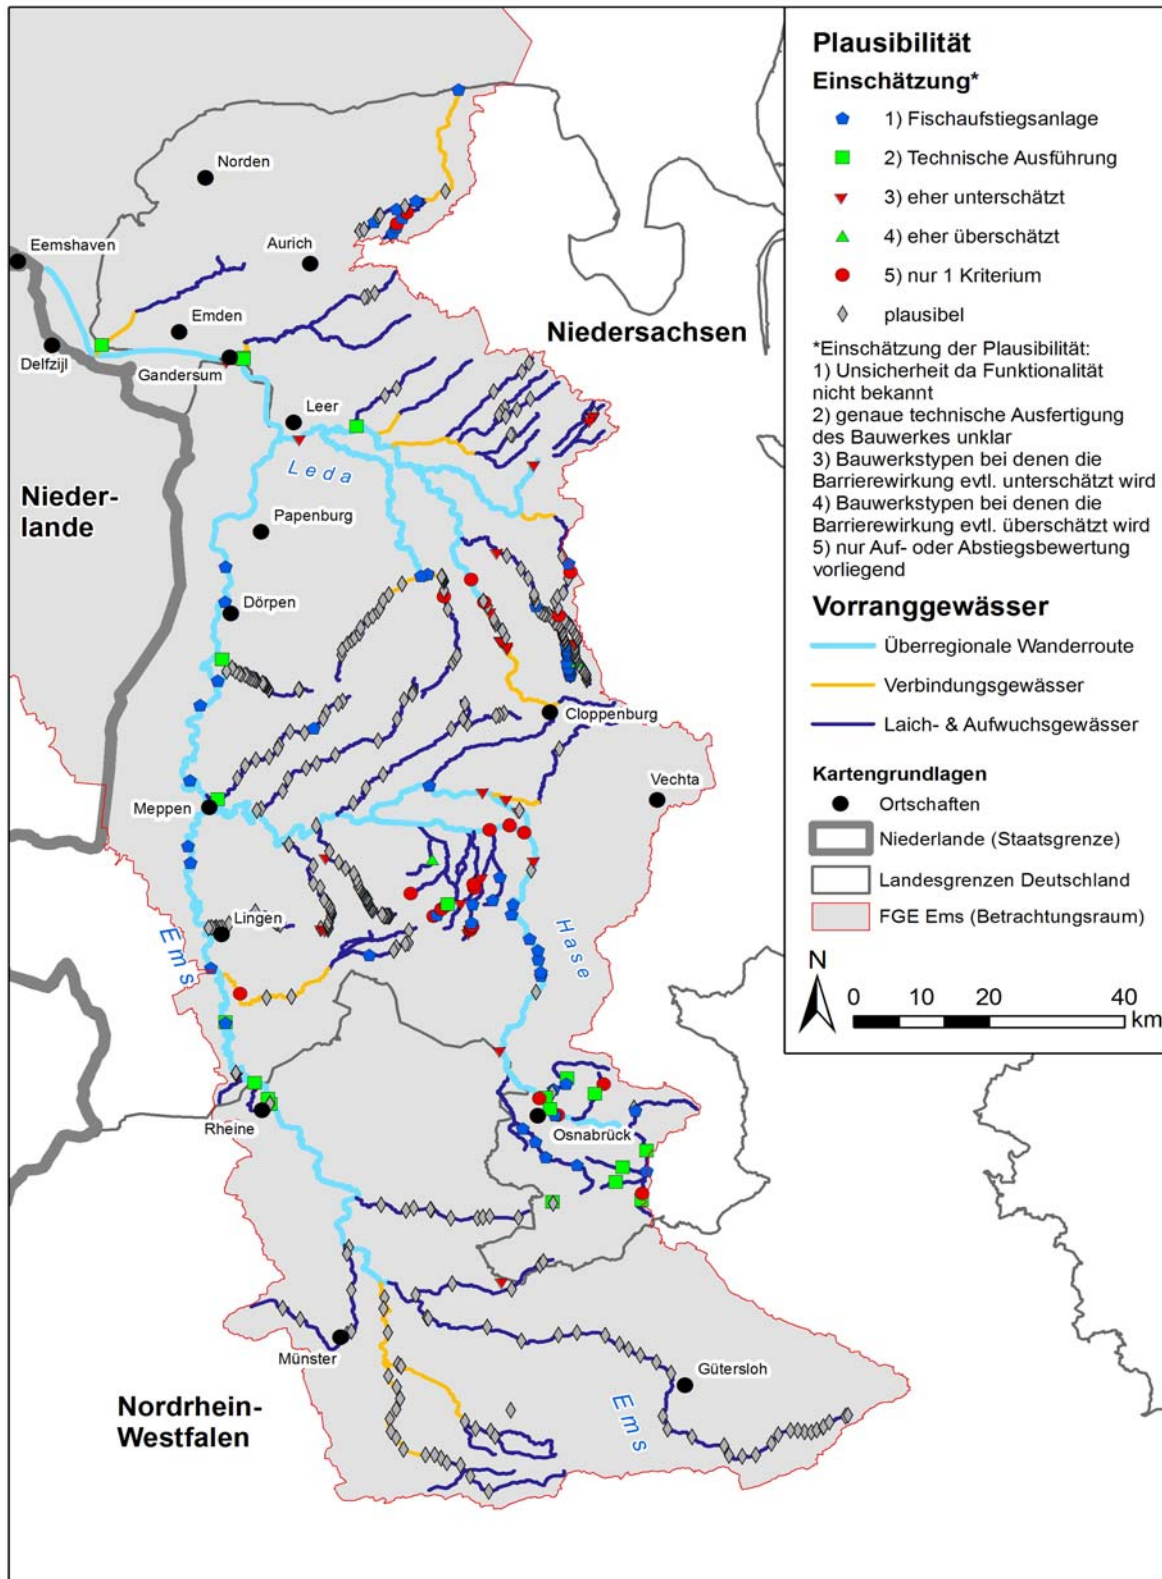 Plausibilität
Einschätzung*
1) Fischaufstiegsanlage
2) Technische Ausführung
3) eher unterschätzt
4) eher überschätzt
5) nur 1 Kriterium
plausibel
*Einschätzung der Plausibilität:
1) Unsicherheit da Funktionalität
nicht bekannt
2) genaue technische Ausfertigung
des Bauwerkes unklar
3) Bauwerkstypen bei denen die
Barrierewirkung evtl. unterschätzt wird
4) Bauwerkstypen bei denen die
Barrierewirkung evtl. überschätzt wird
5) nur Auf- oder Abstiegsbewertung
vorliegend
Vorranggewässer
Überregionale Wanderroute
Verbindungsgewässer
Laich- & Aufwuchsgewässer
Kartengrundlagen
Ortschaften
Niederlande (Staatsgrenze)
Landesgrenzen Deutschland
FGE Ems (Betrachtungsraum)
N
0 10 20 40
km
Norden
Eemshaven
Aurich
Emden
Delfzijl
Gandersum
Niedersachsen
Leer
Leda
Nieder-
lande
Papenburg
Dörpen
Cloppenburg
Vechta
Meppen
Lingen
Ems
Hase
Rheine
Osnabrück
Münster
Gütersloh
Ems
Nordrhein-
Westfalen